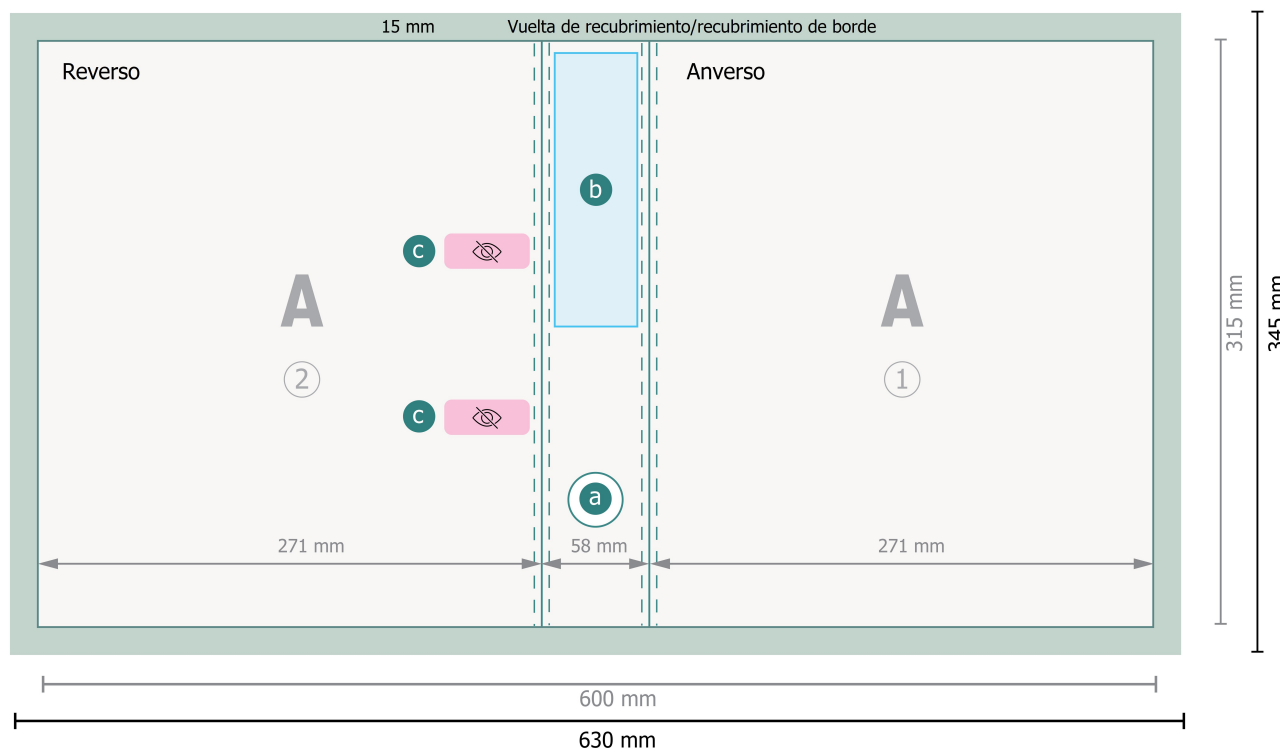 15 mm Vuelta de recubrimiento/recubrimiento de borde
Reverso
Anverso
b
c
A
A
315 mm
345 mm
2
1
c
a
271 mm
58 mm
271 mm
600 mm
630 mm